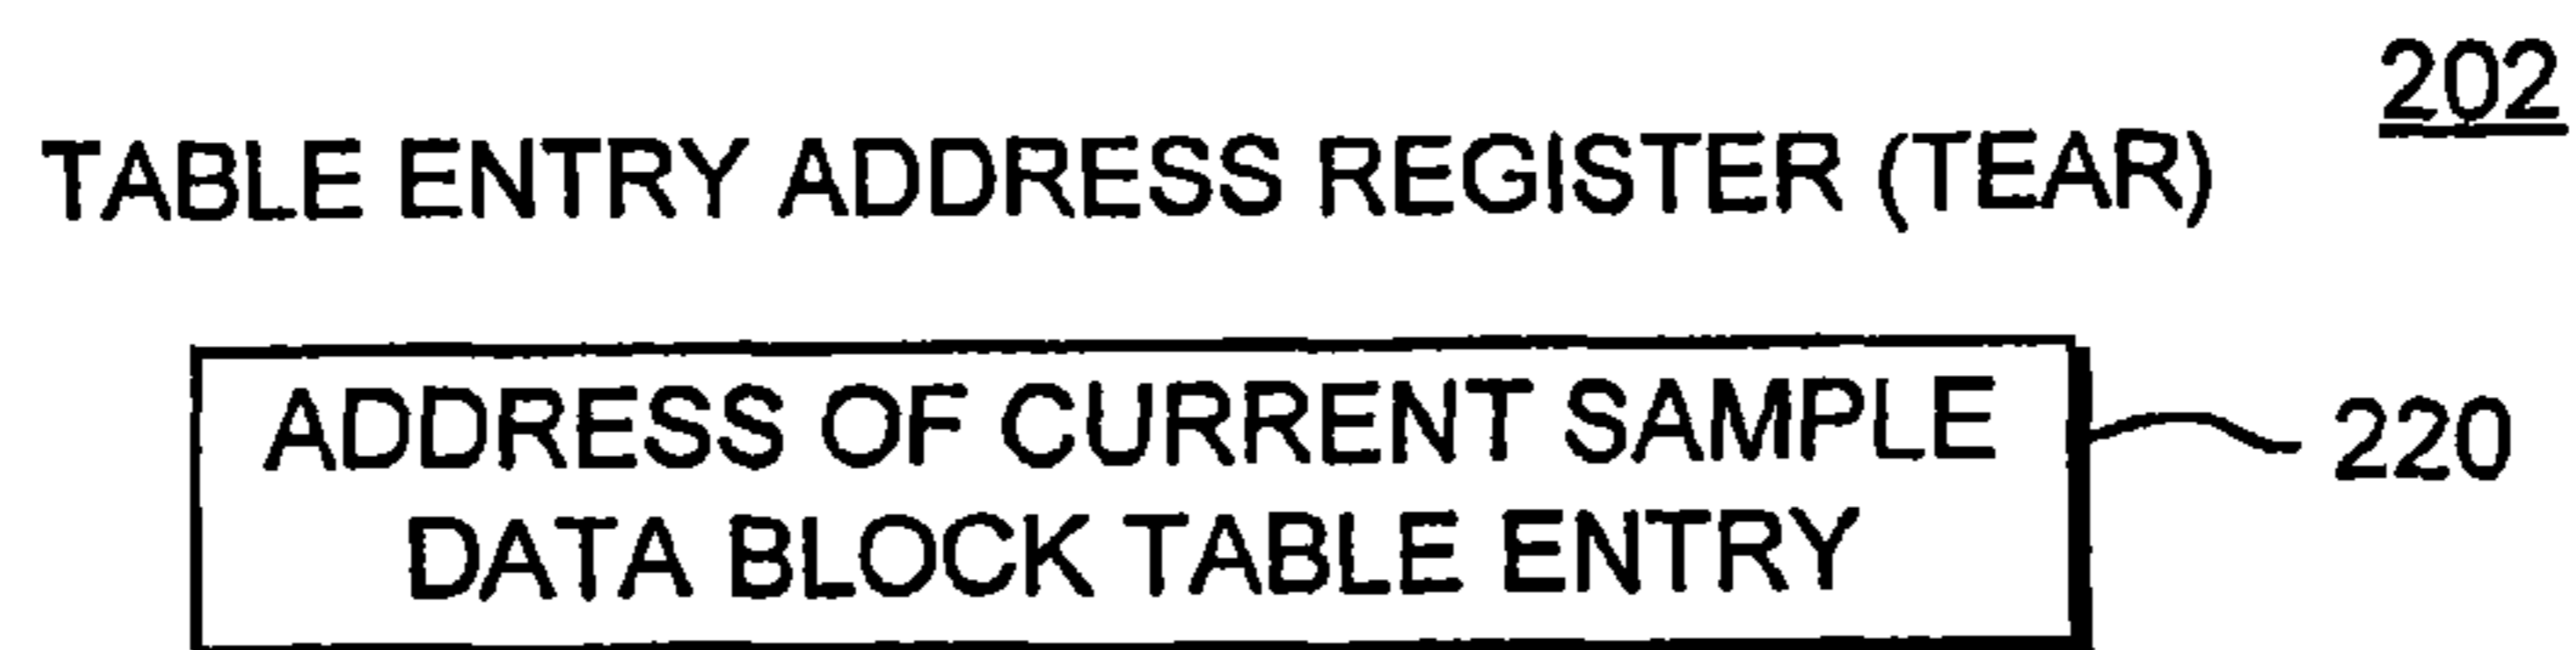 202
TABLE ENTRY ADDRESS REGISTER (TEAR)
ADDRESS OF CURRENT SAMPLE
DATA BLOCK TABLE ENTRY
220